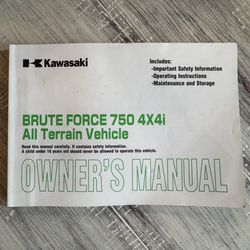 Kawasaki
Includes:
-Important Safety Information
-Operating Instructions
-Maintenance and Storage
BRUTE FORCE 750 4X4i
All Terrain Vehicle
Read this manual carefully. It contains safety information.
A child under 16 years old should never be allowed to operate this vehicle.
OWNER'S MANUAL